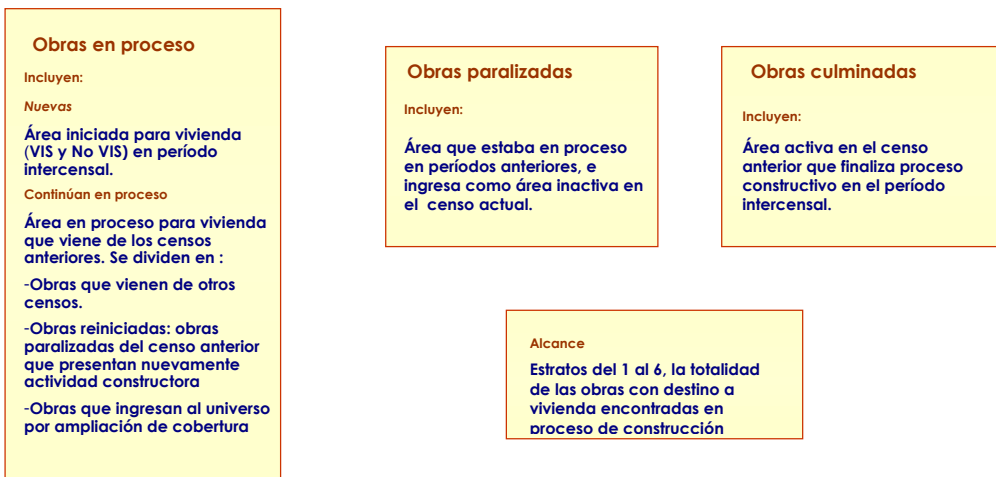 Obras en proceso
Incluyen:
Nuevas
Área iniciada para vivienda
(VIS y No VIS) en período
intercensal.
Continúan en proceso
Área en proceso para vivienda
que viene de los censos
anteriores. Se dividen en :
-Obras que vienen de otros
censos.
-Obras reiniciadas: obras
paralizadas del censo anterior
que presentan nuevamente
actividad constructora
-Obras que ingresan al universo
por ampliación de cobertura
Obras paralizadas
Incluyen:
Área que estaba en proceso
en períodos anteriores, e
ingresa como área inactiva en
el censo actual.
Obras culminadas
Incluyen:
Área activa en el censo
anterior que finaliza proceso
constructivo en el período
intercensal.
Alcance
Estratos del 1 al 6, la totalidad
de las obras con destino a
vivienda encontradas en
proceso de construcción